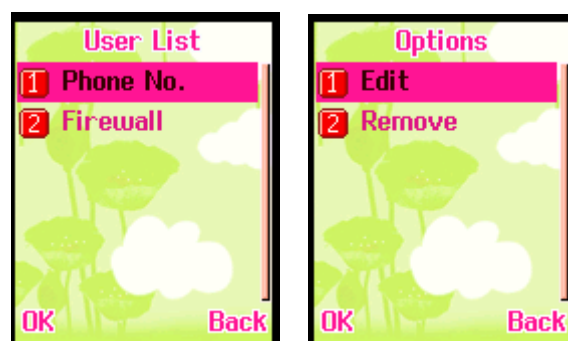 User List
1 Phone No.
2 Firewall
OK Back
Options
1 Edit
2 Remove
OK Back